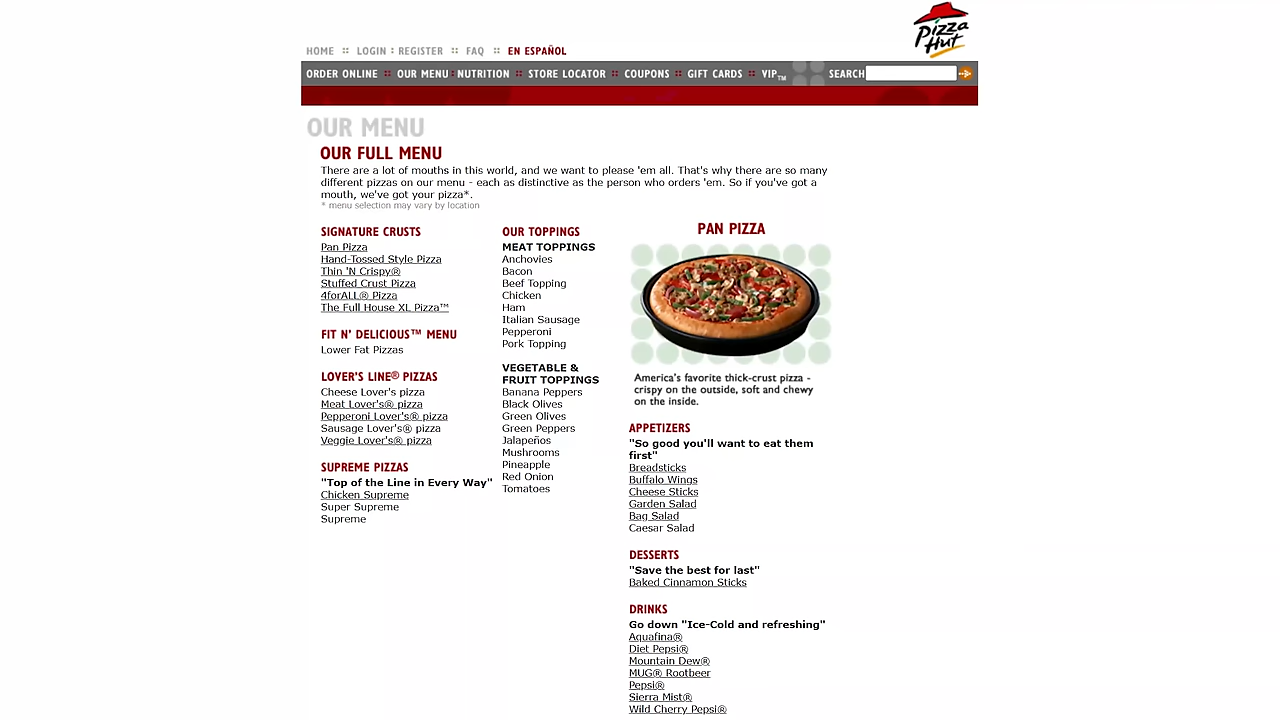 Pizza
Hut
HOME :: LOGIN : REGISTER :: FAQ :: EN ESPAÑOL
ORDER ONLINE :: OUR MENU : NUTRITION :: STORE LOCATOR :: COUPONS :: GIFT CARDS :: VIP™ SEARCH
OUR MENU
OUR FULL MENU
There are a lot of mouths in this world, and we want to please 'em all. That's why there are so many
different pizzas on our menu - each as distinctive as the person who orders 'em. So if you've got a
mouth, we've got your pizza*.
* menu selection may vary by location
SIGNATURE CRUSTS
Pan Pizza
Hand-Tossed Style Pizza
Thin 'N Crispy®
Stuffed Crust Pizza
4forALL® Pizza
The Full House XL Pizza™
FIT N' DELICIOUS™ MENU
Lower Fat Pizzas
LOVER'S LINE® PIZZAS
Cheese Lover's pizza
Meat Lover's® pizza
Pepperoni Lover's® pizza
Sausage Lover's® pizza
Veggie Lover's® pizza
SUPREME PIZZAS
"Top of the Line in Every Way"
Chicken Supreme
Super Supreme
Supreme
OUR TOPPINGS
MEAT TOPPINGS
Anchovies
Bacon
Beef Topping
Chicken
Ham
Italian Sausage
Pepperoni
Pork Topping
VEGETABLE &
FRUIT TOPPINGS
Banana Peppers
Black Olives
Green Olives
Green Peppers
Jalapeños
Mushrooms
Pineapple
Red Onion
Tomatoes
PAN PIZZA
America's favorite thick-crust pizza -
crispy on the outside, soft and chewy
on the inside.
APPETIZERS
"So good you'll want to eat them
first"
Breadsticks
Buffalo Wings
Cheese Sticks
Garden Salad
Bag Salad
Caesar Salad
DESSERTS
"Save the best for last"
Baked Cinnamon Sticks
DRINKS
Go down "Ice-Cold and refreshing"
Aquafina®
Diet Pepsi®
Mountain Dew®
MUG® Rootbeer
Pepsi®
Sierra Mist®
Wild Cherry Pepsi®